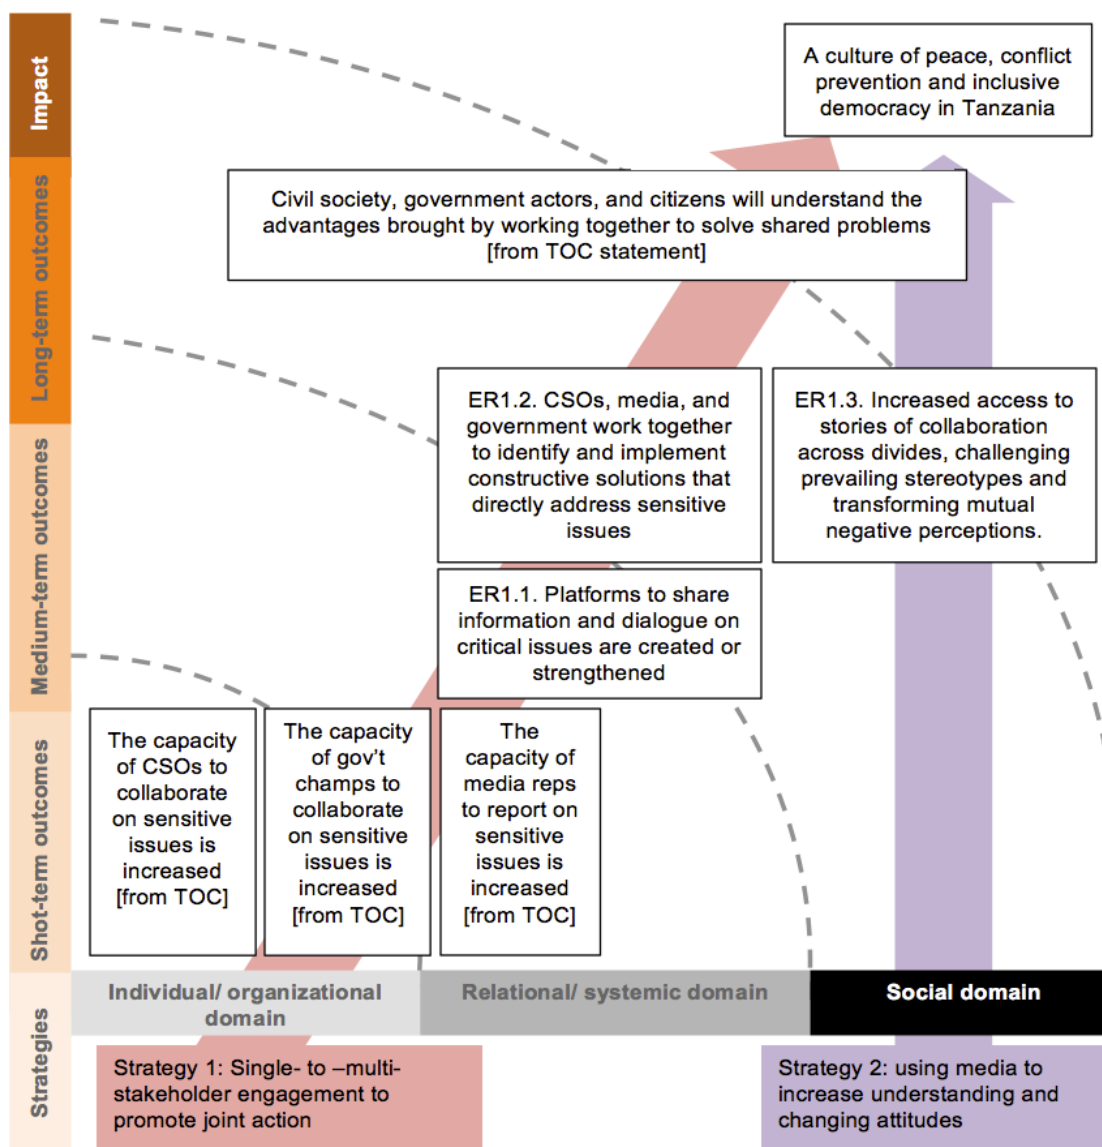 Impact
A culture of peace, conflict
prevention and inclusive
democracy in Tanzania
Long-term outcomes
Civil society, government actors, and citizens will understand the
advantages brought by working together to solve shared problems
[from TOC statement]
Medium-term outcomes
ER1.2. CSOs, media, and
government work together
to identify and implement
constructive solutions that
directly address sensitive
issues
ER1.3. Increased access to
stories of collaboration
across divides, challenging
prevailing stereotypes and
transforming mutual
negative perceptions.
ER1.1. Platforms to share
information and dialogue on
critical issues are created or
strengthened
Shot-term outcomes
The capacity
of CSOs to
collaborate
on sensitive
issues is
increased
[from TOC]
The capacity
of gov't
champs to
collaborate
on sensitive
issues is
increased
[from TOC]
The
capacity of
media reps
to report on
sensitive
issues is
increased
[from TOC]
Individual/ organizational
domain
Relational/ systemic domain
Social domain
Strategies
Strategy 1: Single- to –multi-
stakeholder engagement to
promote joint action
Strategy 2: using media to
increase understanding and
changing attitudes